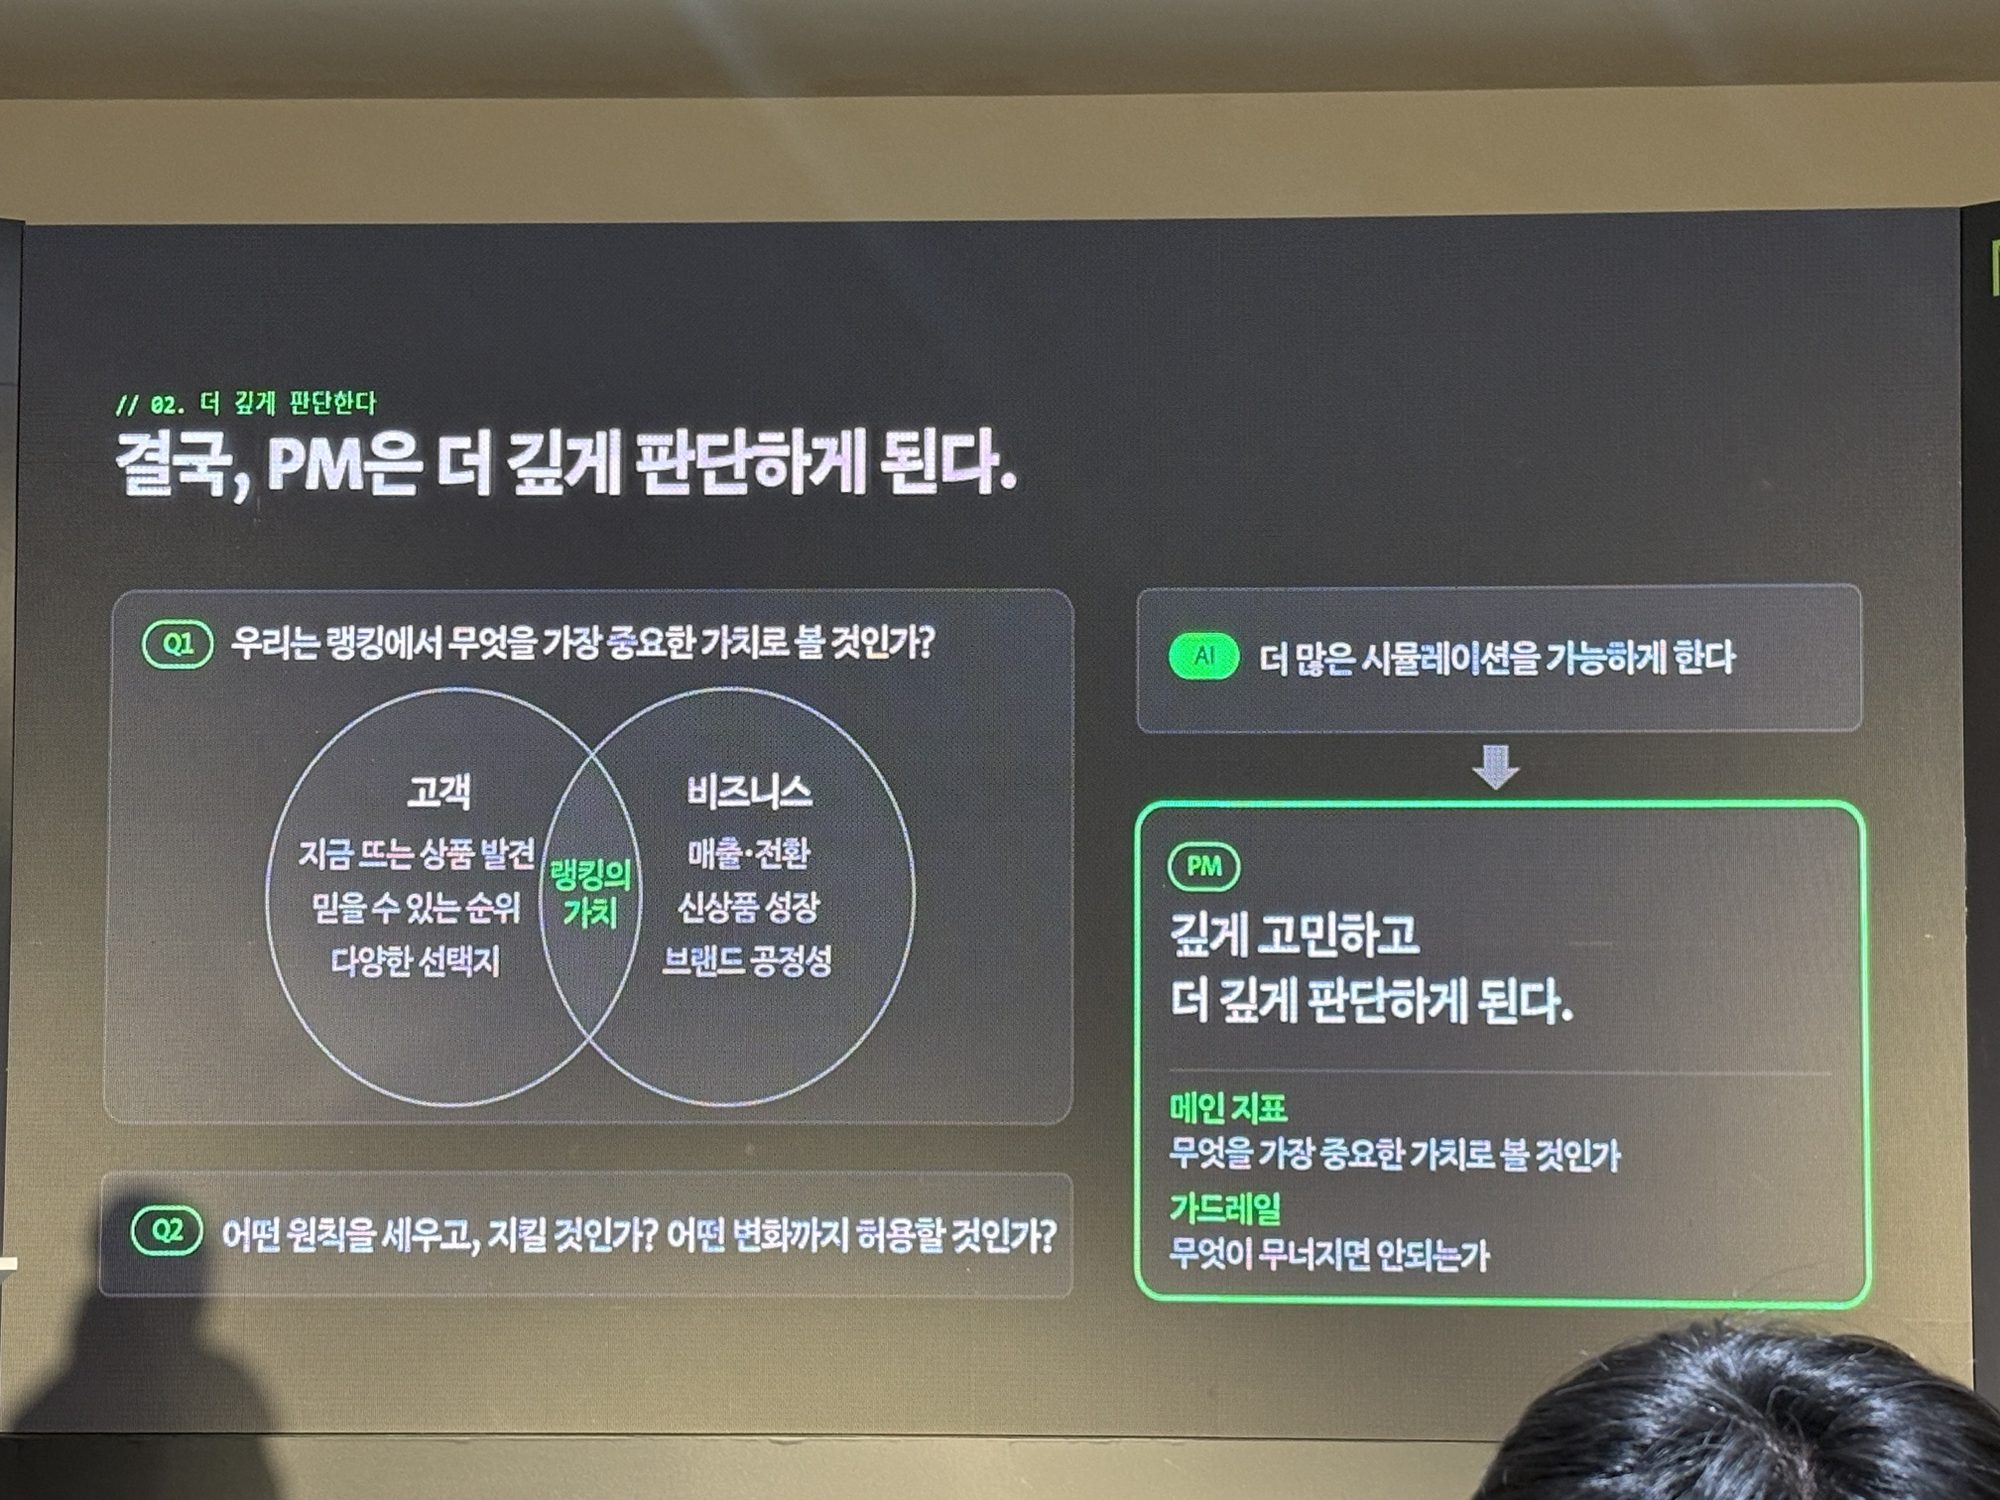 // 02. 더 깊게 판단한다
결국, PM은 더 깊게 판단하게 된다.
Q1 우리는 랭킹에서 무엇을 가장 중요한 가치로 볼 것인가?
고객
지금 뜨는 상품 발견
믿을 수 있는 순위
다양한 선택지
랭킹의
가치
비즈니스
매출·전환
신상품 성장
브랜드 공정성
Q2 어떤 원칙을 세우고, 지킬 것인가? 어떤 변화까지 허용할 것인가?
AI 더 많은 시뮬레이션을 가능하게 한다
PM
깊게 고민하고
더 깊게 판단하게 된다.
메인 지표
무엇을 가장 중요한 가치로 볼 것인가
가드레일
무엇이 무너지면 안되는가